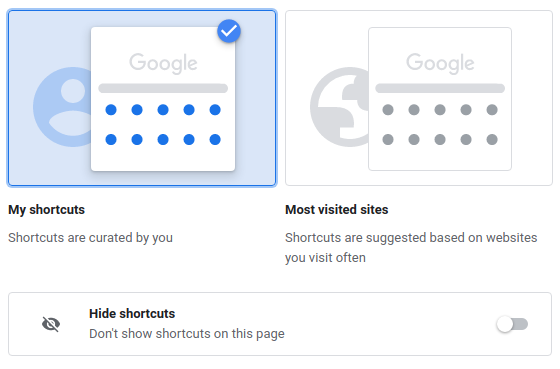 Google
Google
My shortcuts
Shortcuts are curated by you
Most visited sites
Shortcuts are suggested based on websites
you visit often
Hide shortcuts
Don't show shortcuts on this page